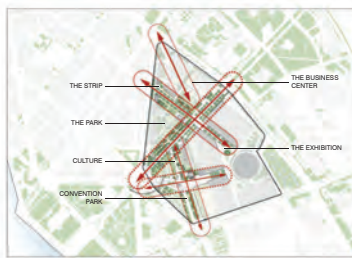 THE BUSINESS
CENTER
THE STRIP
THE PARK
THE EXHIBITION
CULTURE
CONVENTION
PARK